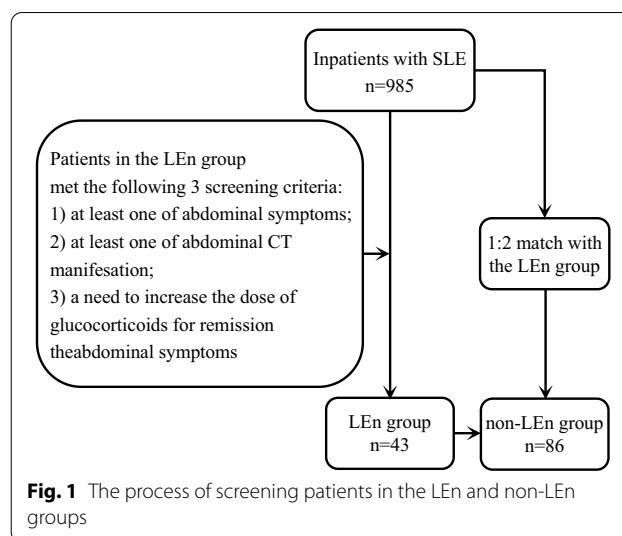 Inpatients with SLE
n=985
Patients in the LEn group
met the following 3 screening criteria:
1) at least one of abdominal symptoms;
2) at least one of abdominal CT
manifesation;
3) a need to increase the dose of
glucocorticoids for remission
theabdominal symptoms
1:2 match with
the LEn group
LEn group
n=43
non-LEn group
n=86
Fig. 1 The process of screening patients in the LEn and non-LEn
groups